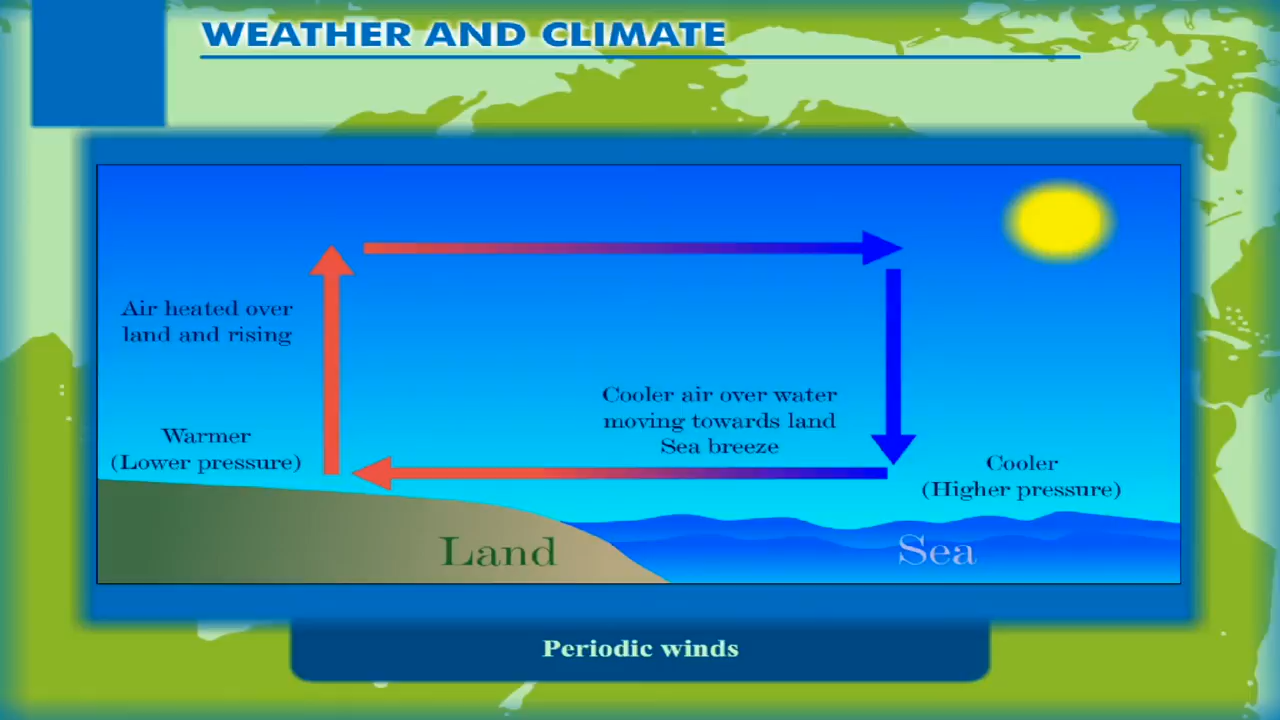 WEATHER AND CLIMATE
Air heated over
land and rising
Cooler air over water
moving towards land
Sea breeze
Warmer
(Lower pressure)
Cooler
(Higher pressure)
Land
Sea
Periodic winds